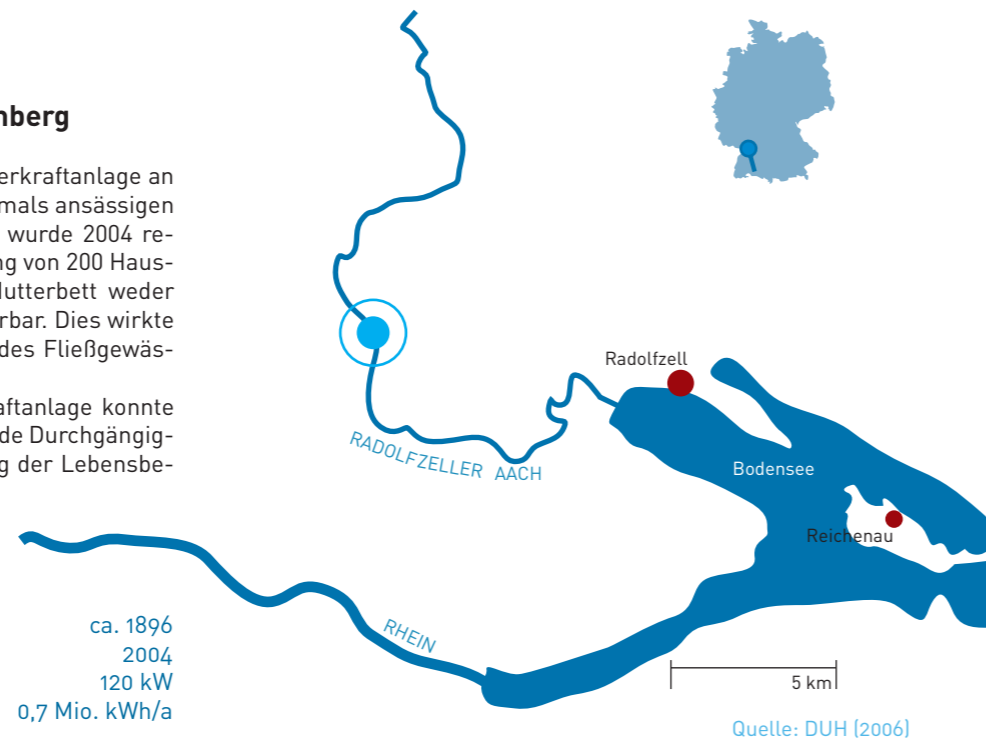 nberg
erkraftanlage an
mals ansässigen
wurde 2004 re-
ng von 200 Haus-
utterbett weder
rbar. Dies wirkte
des Fließgewäs-
aftanlage konnte
de Durchgängig-
g der Lebensbe-
ca. 1896
2004
120 kW
0,7 Mio. kWh/a
Radolfzell
RADOLFZELLER AACH
Bodensee
Reichenau
RHEIN
5 km
Quelle: DUH (2006)